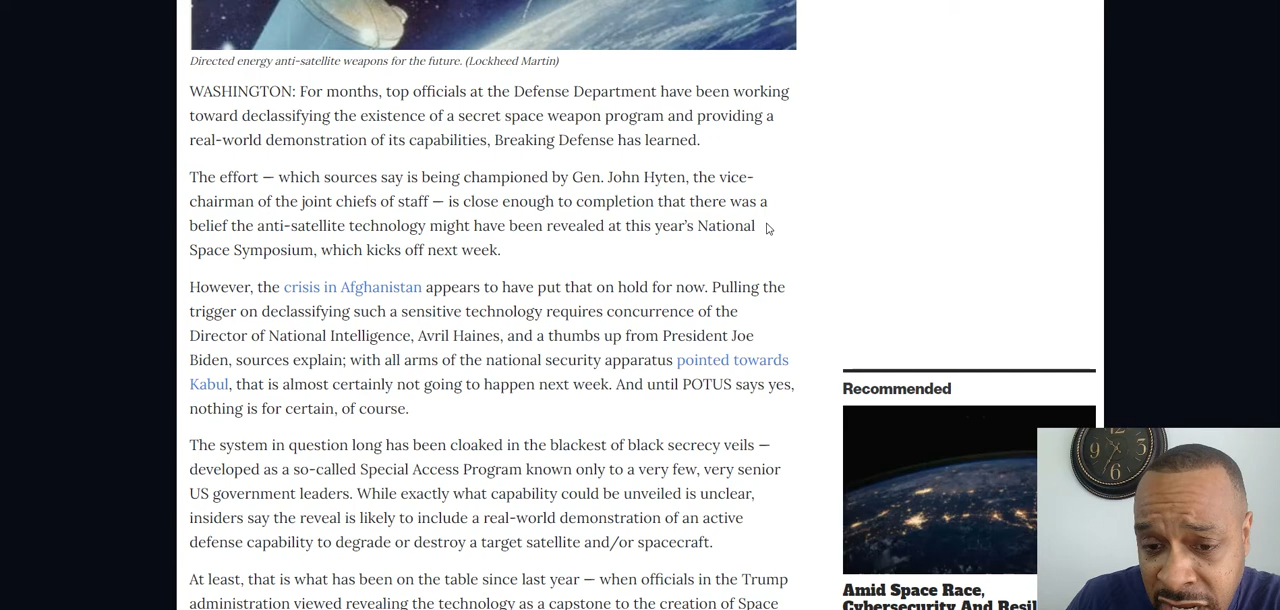 Directed energy anti-satellite weapons for the future. (Lockheed Martin)
WASHINGTON: For months, top officials at the Defense Department have been working
toward declassifying the existence of a secret space weapon program and providing a
real-world demonstration of its capabilities, Breaking Defense has learned.
The effort — which sources say is being championed by Gen. John Hyten, the vice-
chairman of the joint chiefs of staff — is close enough to completion that there was a
belief the anti-satellite technology might have been revealed at this year's National
Space Symposium, which kicks off next week.
However, the crisis in Afghanistan appears to have put that on hold for now. Pulling the
trigger on declassifying such a sensitive technology requires concurrence of the
Director of National Intelligence, Avril Haines, and a thumbs up from President Joe
Biden, sources explain; with all arms of the national security apparatus pointed towards
Kabul, that is almost certainly not going to happen next week. And until POTUS says yes,
nothing is for certain, of course.
The system in question long has been cloaked in the blackest of black secrecy veils —
developed as a so-called Special Access Program known only to a very few, very senior
US government leaders. While exactly what capability could be unveiled is unclear,
insiders say the reveal is likely to include a real-world demonstration of an active
defense capability to degrade or destroy a target satellite and/or spacecraft.
At least, that is what has been on the table since last year — when officials in the Trump
administration viewed revealing the technology as a capstone to the creation of Space
Recommended
Amid Space Race,
Cybersecurity And Resil
12
9 3
6